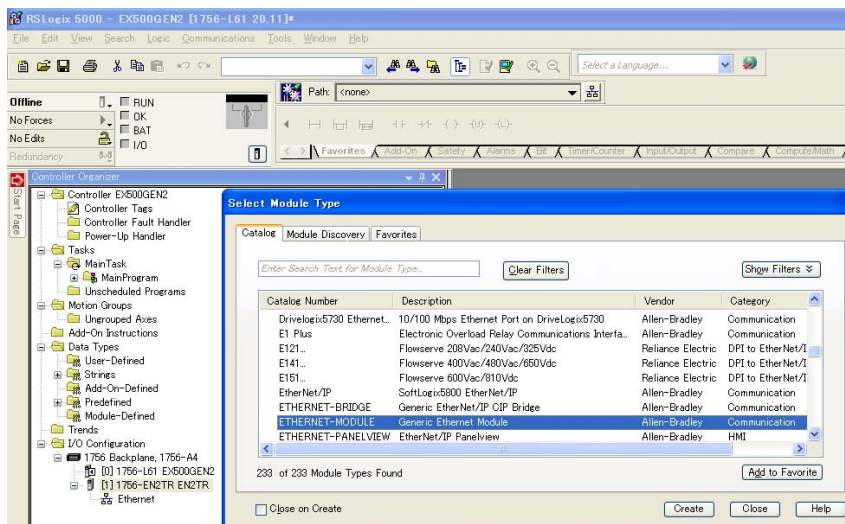 RSLogix 5000 - EX500GEN2 [1756-L61 20.11]*
File Edit View Search Logic Communications Tools Window Help
Select a Language...
Path: <none>
Offline
RUN
No Forces
OK
No Edits
BAT
Redundancy
I/O
Favorites Add-On Safety Alarms Bit Timer/Counter Input/Output Compare Compute/Math
Start Page
Controller Organizer
Controller EX500GEN2
Controller Tags
Controller Fault Handler
Power-Up Handler
Tasks
MainTask
MainProgram
Unscheduled Programs
Motion Groups
Ungrouped Axes
Add-On Instructions
Data Types
User-Defined
Strings
Add-On-Defined
Predefined
Module-Defined
Trends
I/O Configuration
1756 Backplane, 1756-A4
[0] 1756-L61 EX500GEN2
[1] 1756-EN2TR EN2TR
Ethernet
Select Module Type
Catalog Module Discovery Favorites
Enter Search Text for Module Type...
Clear Filters
Show Filters
Catalog Number Description Vendor Category
Drivelogix5730 Ethernet... 10/100 Mbps Ethernet Port on DriveLogix5730 Allen-Bradley Communication
E1 Plus Electronic Overload Relay Communications Interfa... Allen-Bradley Communication
E121... Flowserve 208Vac/240Vac/325Vdc Reliance Electric DPI to EtherNet/I
E141... Flowserve 400Vac/480Vac/650Vdc Reliance Electric DPI to EtherNet/I
E151... Flowserve 600Vac/810Vdc Reliance Electric DPI to EtherNet/I
EtherNet/IP SoftLogix5800 EtherNet/IP Allen-Bradley Communication
ETHERNET-BRIDGE Generic EtherNet/IP CIP Bridge Allen-Bradley Communication
ETHERNET-MODULE Generic Ethernet Module Allen-Bradley Communication
ETHERNET-PANELVIEW EtherNet/IP Panelview Allen-Bradley HMI
233 of 233 Module Types Found
Add to Favorite
Close on Create
Create
Close
Help